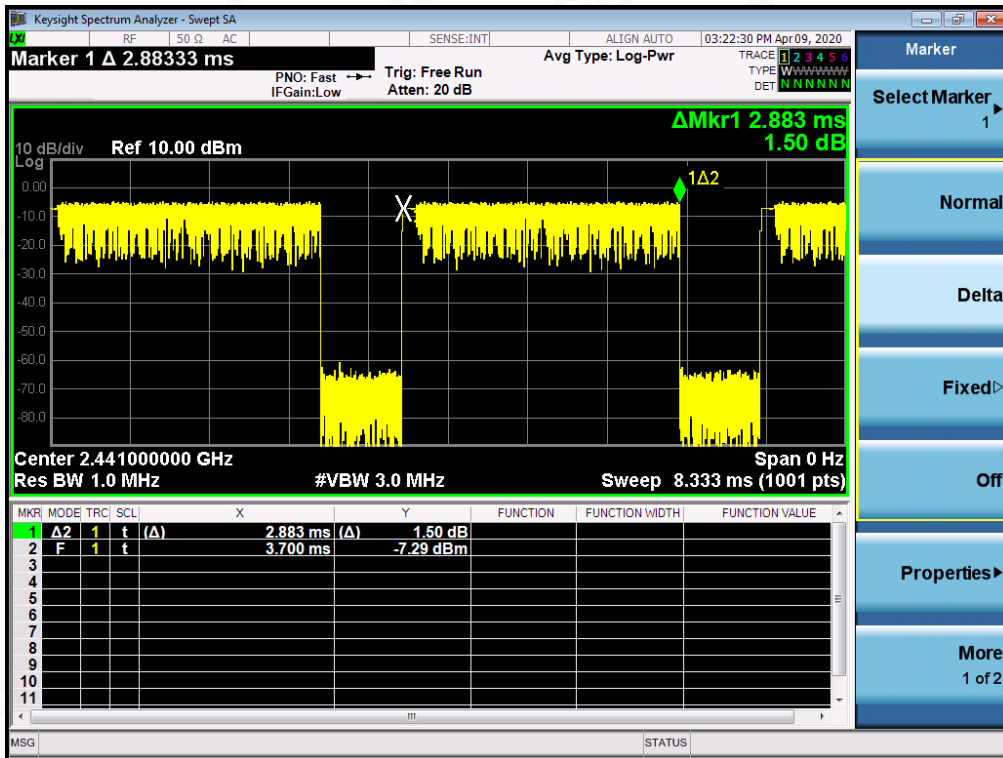 Keysight Spectrum Analyzer - Swept SA
LXI RF 50 Ω AC SENSE:INT ALIGN AUTO 03:22:30 PM Apr 09, 2020
Marker 1 Δ 2.88333 ms
PNO: Fast
IFGain:Low
Trig: Free Run
Atten: 20 dB
Avg Type: Log-Pwr
TRACE 1 2 3 4 5 6
TYPE WWWWWW
DET N N N N N N
ΔMkr1 2.883 ms
1.50 dB
10 dB/div Ref 10.00 dBm
Log
0.00
-10.0
-20.0
-30.0
-40.0
-50.0
-60.0
-70.0
-80.0
X
1Δ2
Center 2.441000000 GHz Span 0 Hz
Res BW 1.0 MHz #VBW 3.0 MHz Sweep 8.333 ms (1001 pts)
MKR MODE TRC SCL X Y FUNCTION FUNCTION WIDTH FUNCTION VALUE
1 Δ2 1 t (Δ) 2.883 ms (Δ) 1.50 dB
2 F 1 t 3.700 ms -7.29 dBm
3
4
5
6
7
8
9
10
11
MSG STATUS
Marker
Select Marker
1
Normal
Delta
Fixed
Off
Properties
More
1 of 2